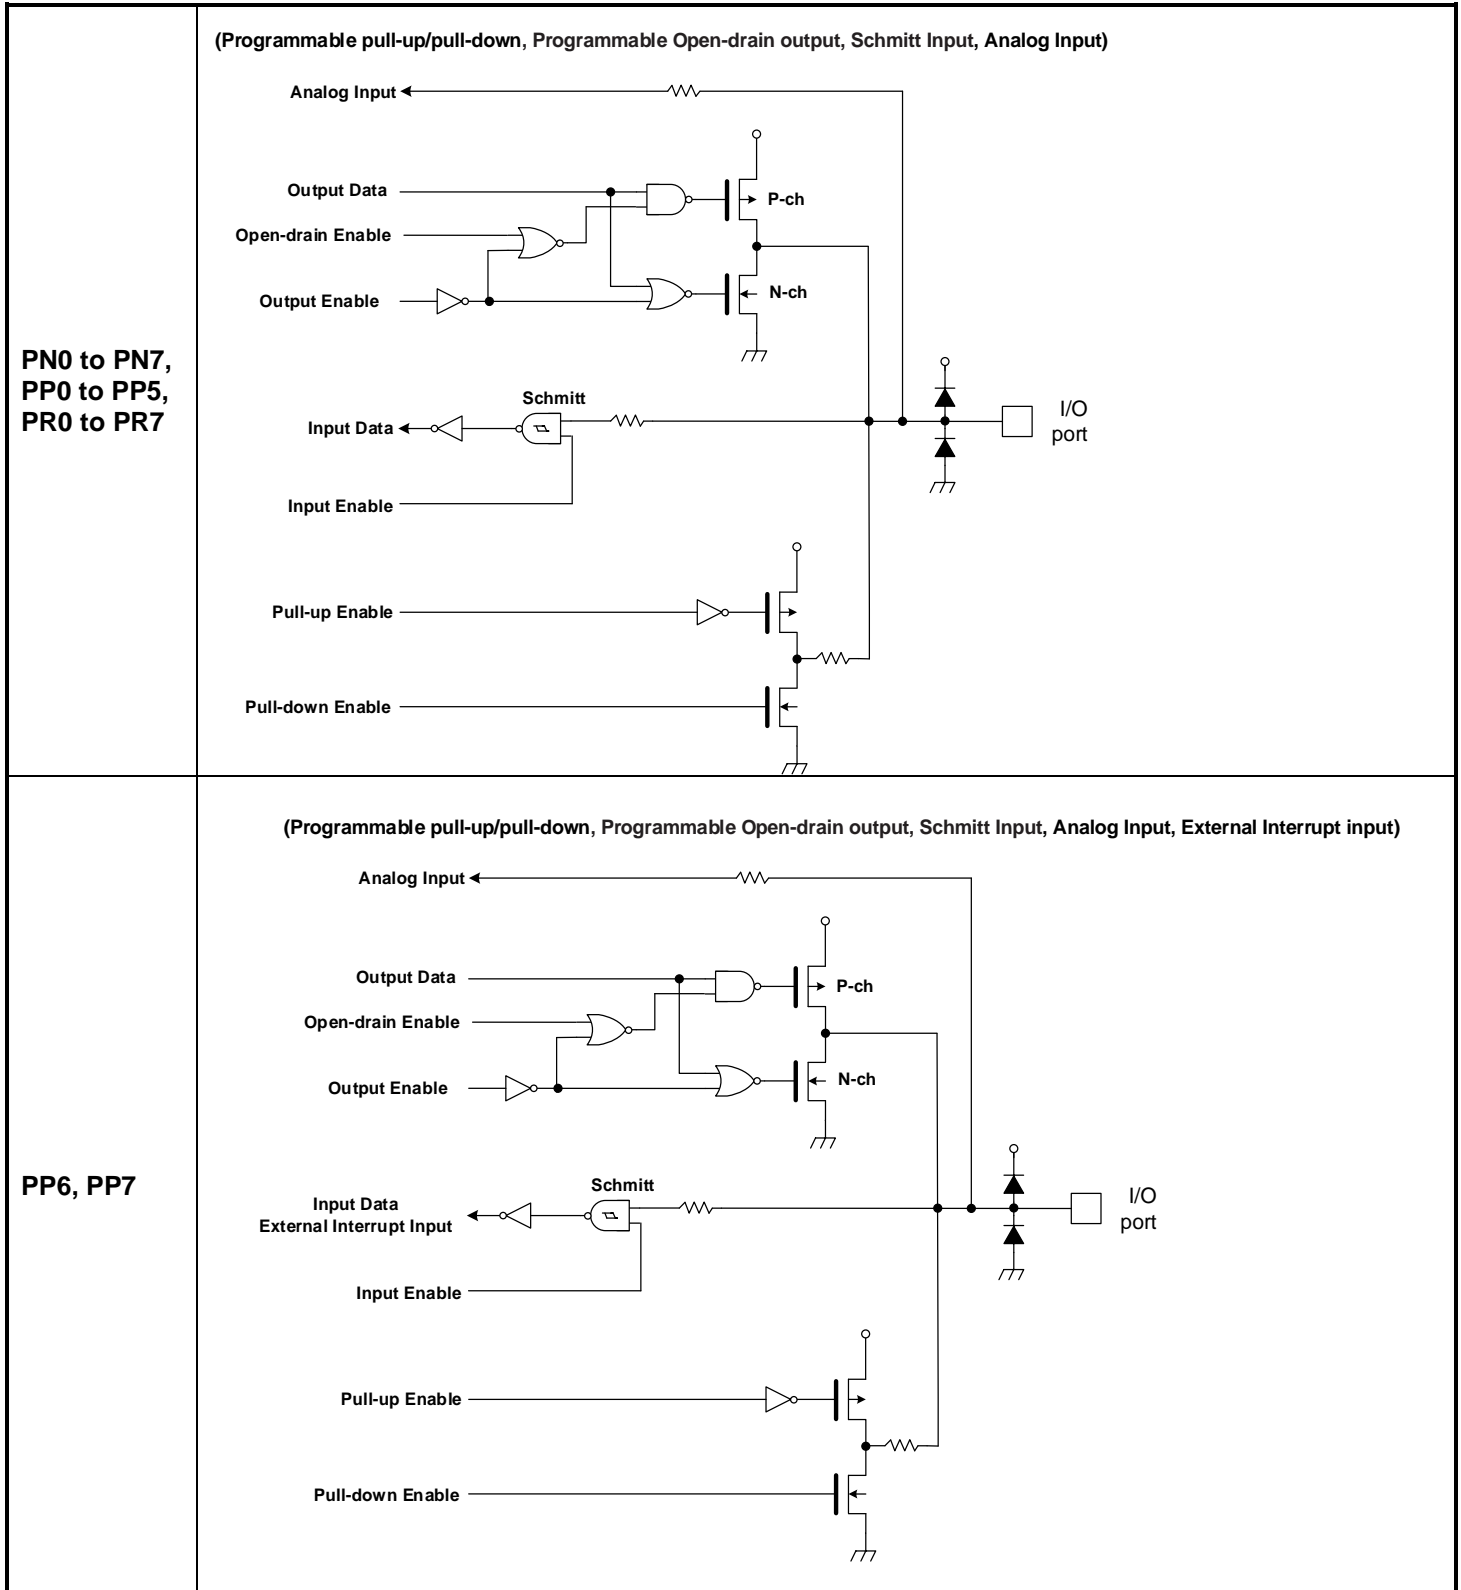 PN0 to PN7,
PP0 to PP5,
PR0 to PR7
(Programmable pull-up/pull-down, Programmable Open-drain output, Schmitt Input, Analog Input)
Analog Input
Output Data
P-ch
Open-drain Enable
N-ch
Output Enable
Schmitt
I/O
port
Input Data
Input Enable
Pull-up Enable
Pull-down Enable
PP6, PP7
(Programmable pull-up/pull-down, Programmable Open-drain output, Schmitt Input, Analog Input, External Interrupt input)
Analog Input
Output Data
P-ch
Open-drain Enable
N-ch
Output Enable
Schmitt
I/O
port
Input Data
External Interrupt Input
Input Enable
Pull-up Enable
Pull-down Enable